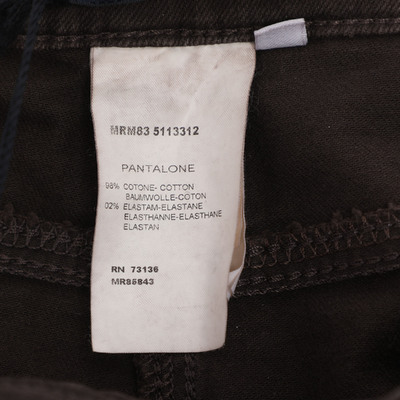 MRM83 5113312
PANTALONE
98% COTONE- COTTON
BAUMWOLLE-COTON
02% ELASTAM-ELASTANE
ELASTHANNE-ELASTHANE
ELASTAN
RN 73136
MR85843